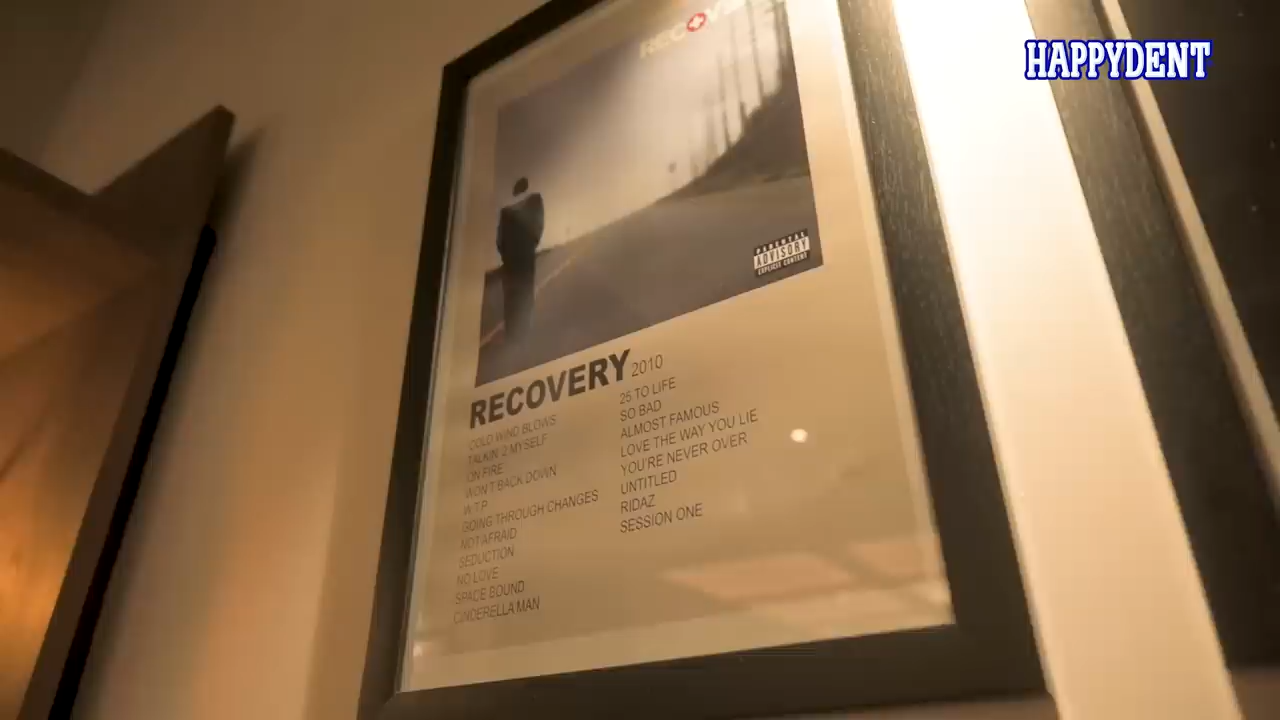 HAPPYDENT
RECOV
PARENTAL
ADVISORY
EXPLICIT CONTENT
RECOVERY 2010
COLD WIND BLOWS
TALKIN' 2 MYSELF
ON FIRE
WON'T BACK DOWN
W.T.P.
GOING THROUGH CHANGES
NOT AFRAID
SEDUCTION
NO LOVE
SPACE BOUND
CINDERELLA MAN
25 TO LIFE
SO BAD
ALMOST FAMOUS
LOVE THE WAY YOU LIE
YOU'RE NEVER OVER
UNTITLED
RIDAZ
SESSION ONE